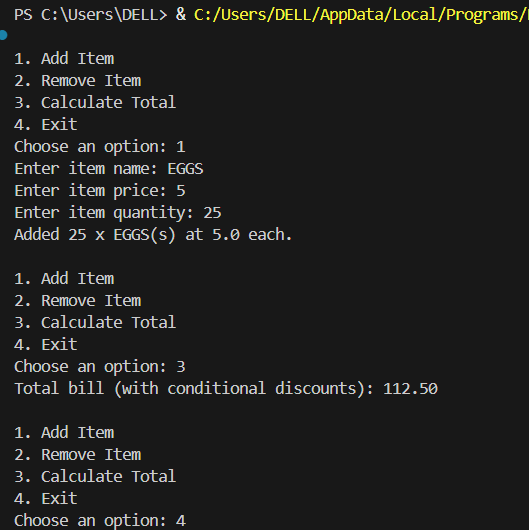 PS C:\Users\DELL> & C:/Users/DELL/AppData/Local/Programs/
1. Add Item
2. Remove Item
3. Calculate Total
4. Exit
Choose an option: 1
Enter item name: EGGS
Enter item price: 5
Enter item quantity: 25
Added 25 x EGGS(s) at 5.0 each.
1. Add Item
2. Remove Item
3. Calculate Total
4. Exit
Choose an option: 3
Total bill (with conditional discounts): 112.50
1. Add Item
2. Remove Item
3. Calculate Total
4. Exit
Choose an option: 4